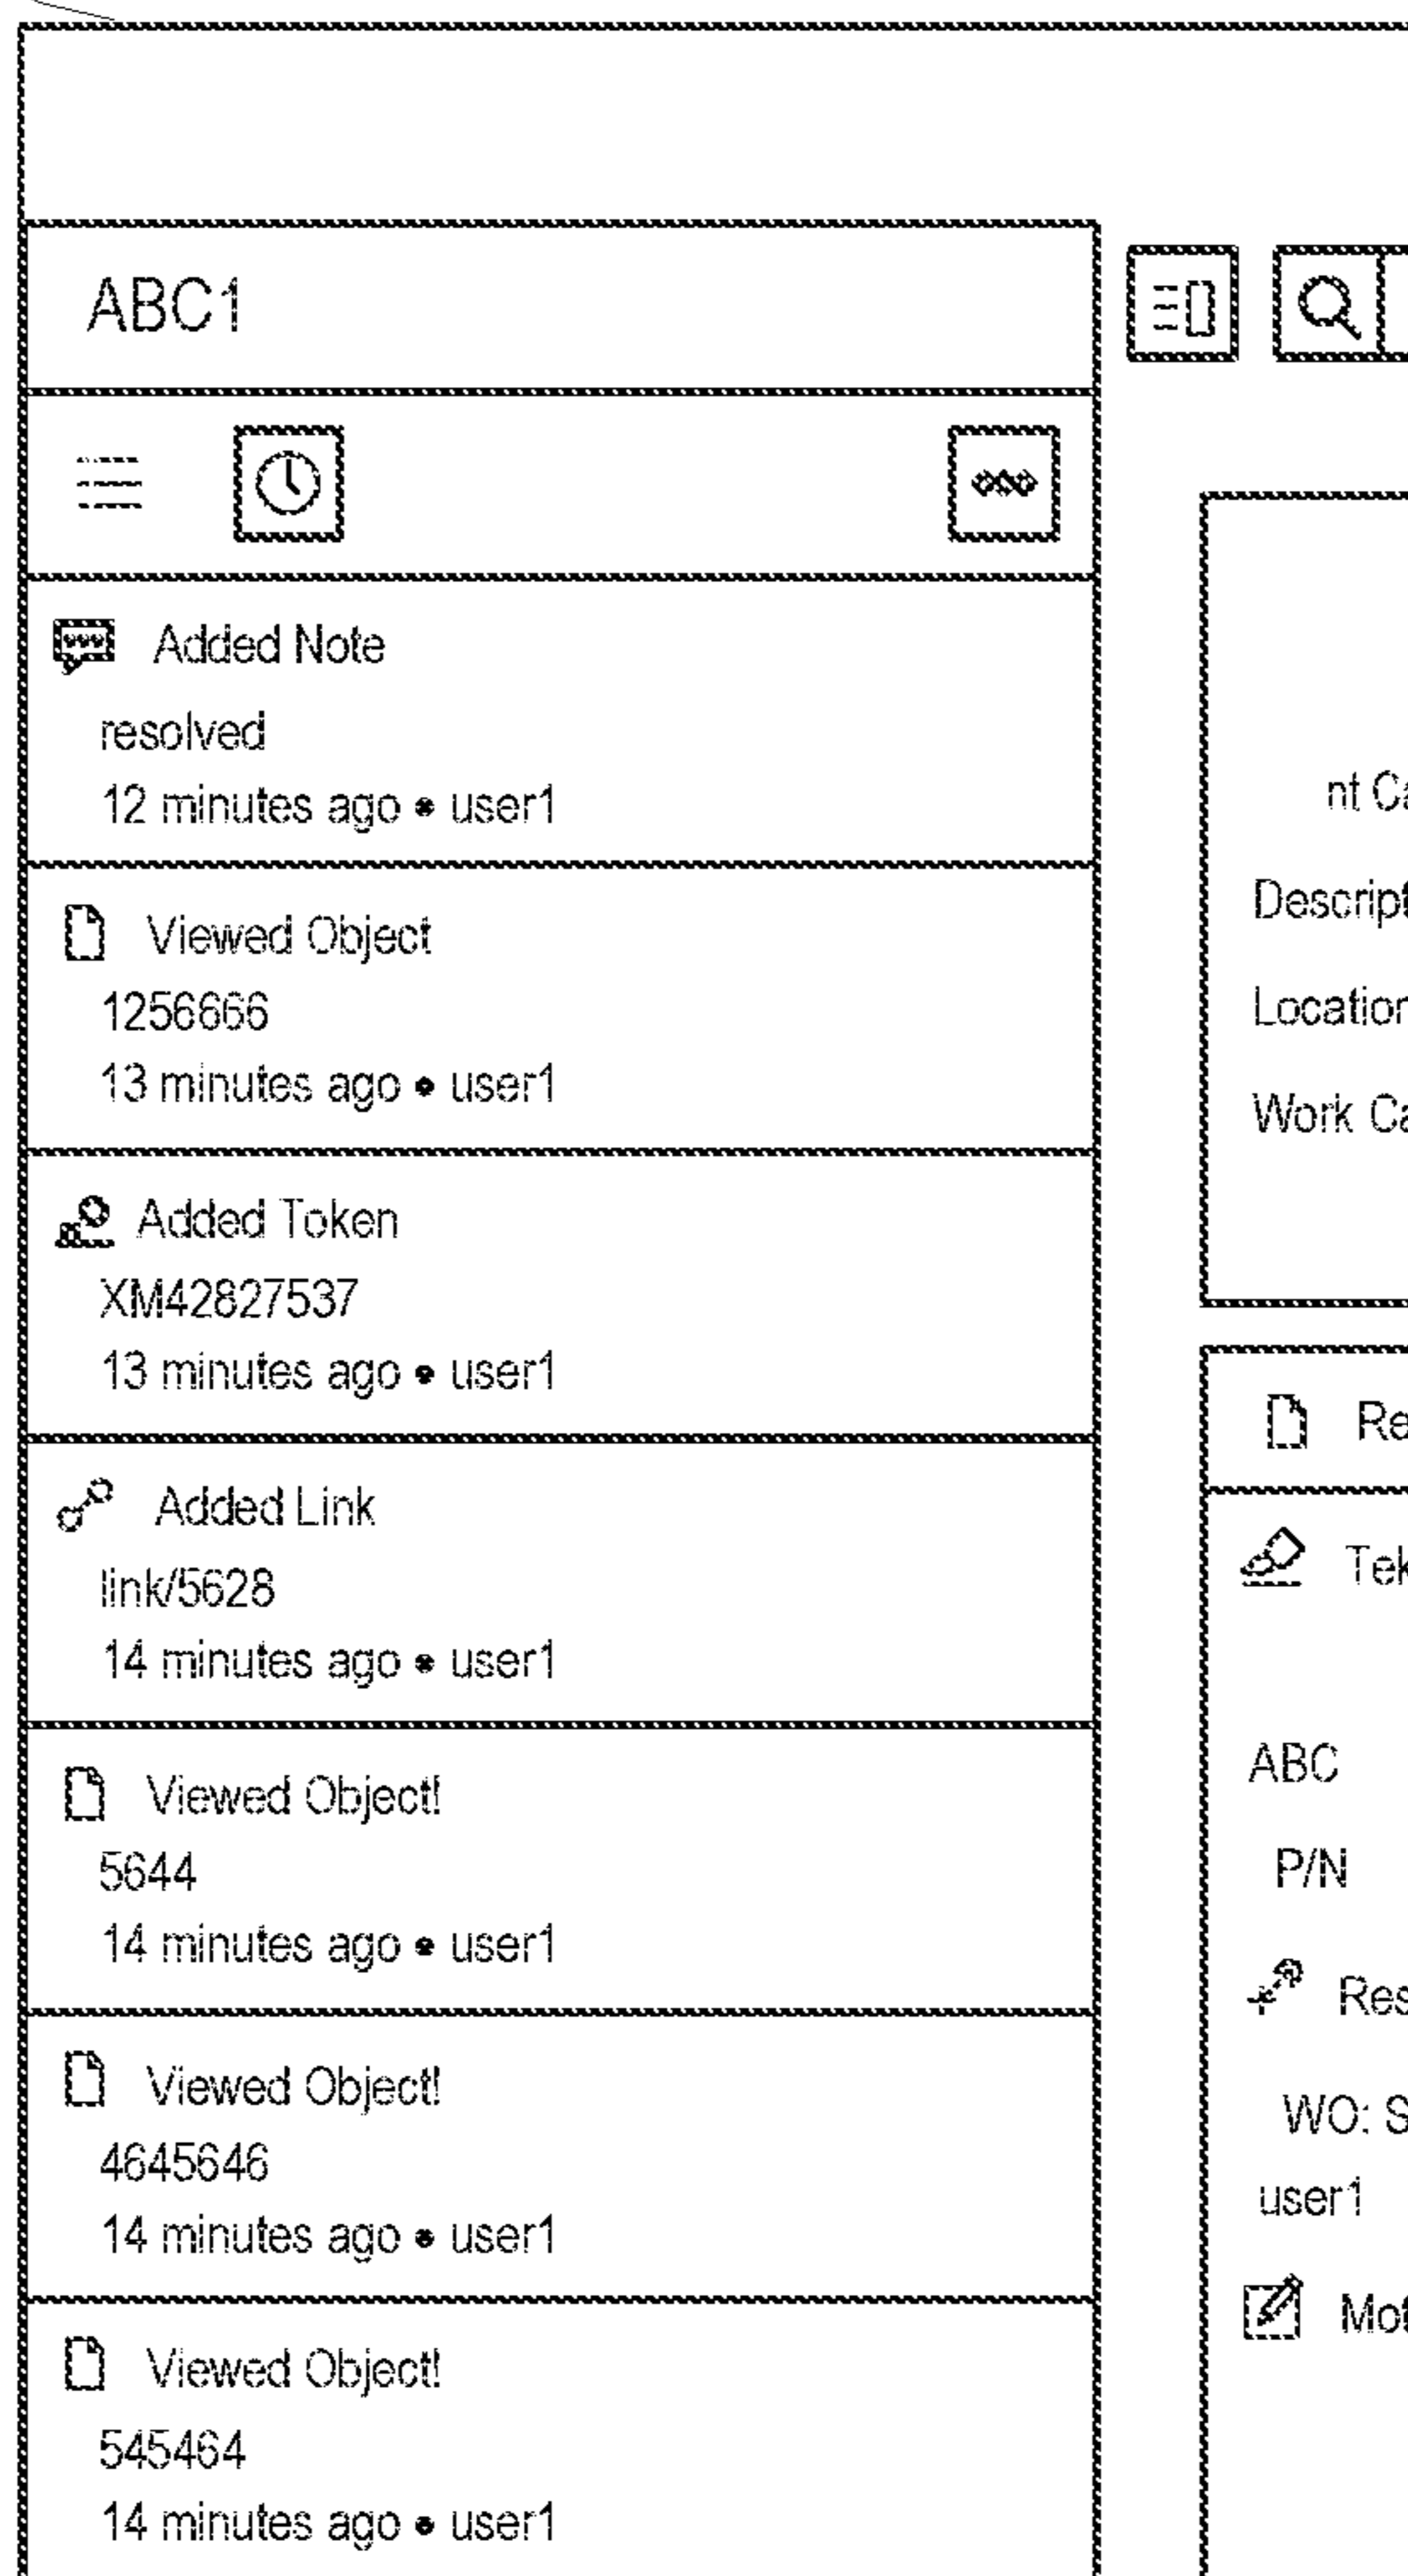 ABC1
Added Note
resolved
12 minutes ago • user1
Viewed Object
1256666
13 minutes ago • user1
Added Token
XM42827537
13 minutes ago • user1
Added Link
link/5628
14 minutes ago • user1
Viewed Object!
5644
14 minutes ago • user1
Viewed Object!
4645646
14 minutes ago • user1
Viewed Object!
545464
14 minutes ago • user1
nt Ca
Descript
Location
Work Ca
Re
Tek
ABC
P/N
Res
WO: S
user1
Mot